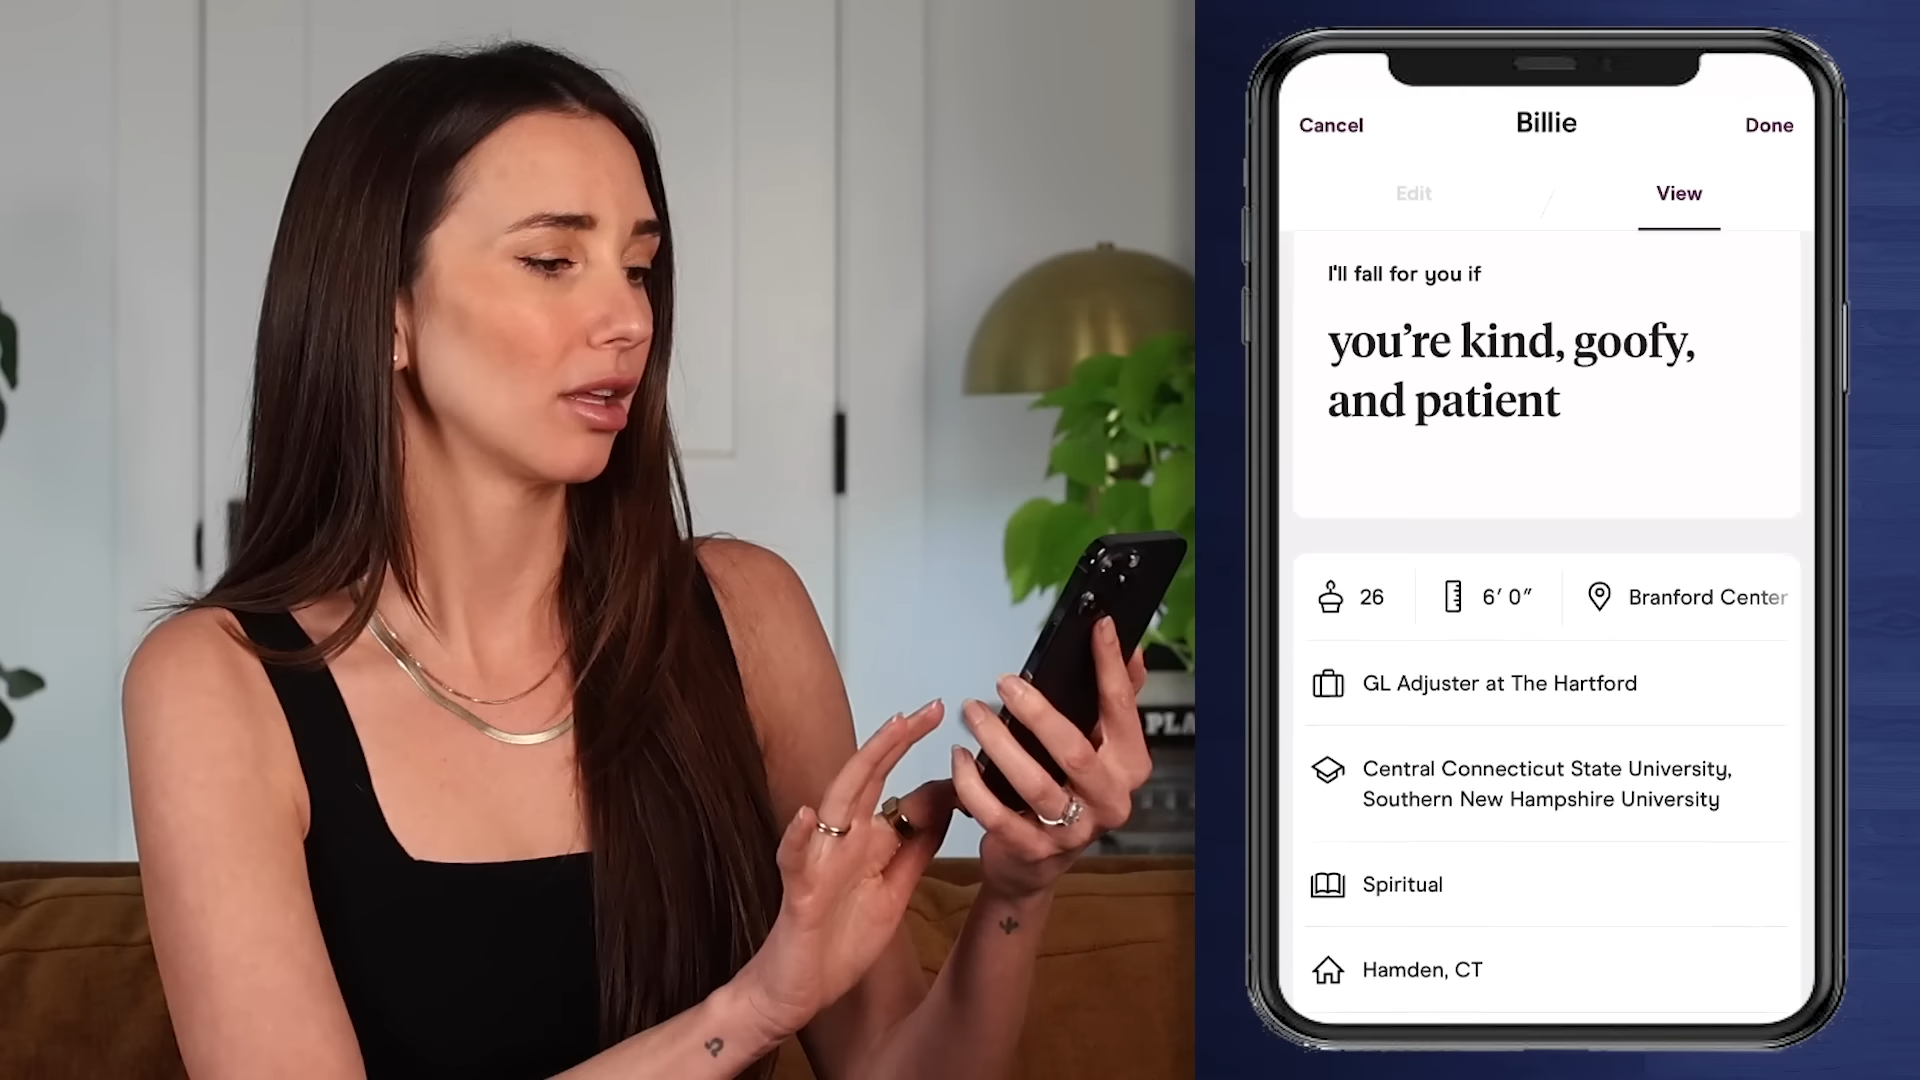 Cancel
Billie
Done
Edit
View
I'll fall for you if
you're kind, goofy,
and patient
26
6' 0"
Branford Center
GL Adjuster at The Hartford
Central Connecticut State University,
Southern New Hampshire University
Spiritual
Hamden, CT